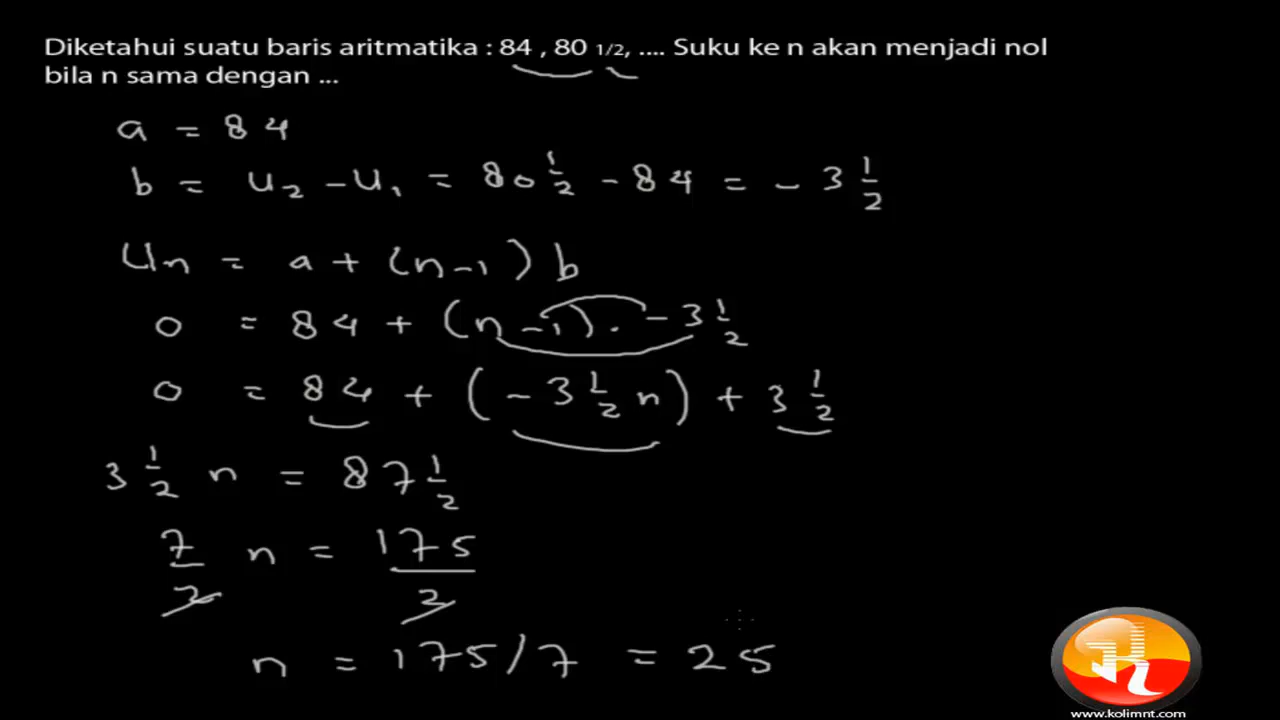 Diketahui suatu baris aritmatika : 84 , 80 1/2, .... Suku ke n akan menjadi nol
bila n sama dengan ...
a = 84
b = u₂ - u₁ = 80 1/2 - 84 = - 3 1/2
Un = a + (n-1) b
0 = 84 + (n-1) . - 3 1/2
0 = 84 + (- 3 1/2 n) + 3 1/2
3 1/2 n = 87 1/2
7/2 n = 175/2
n = 175/7 = 25
www.kolimnt.com